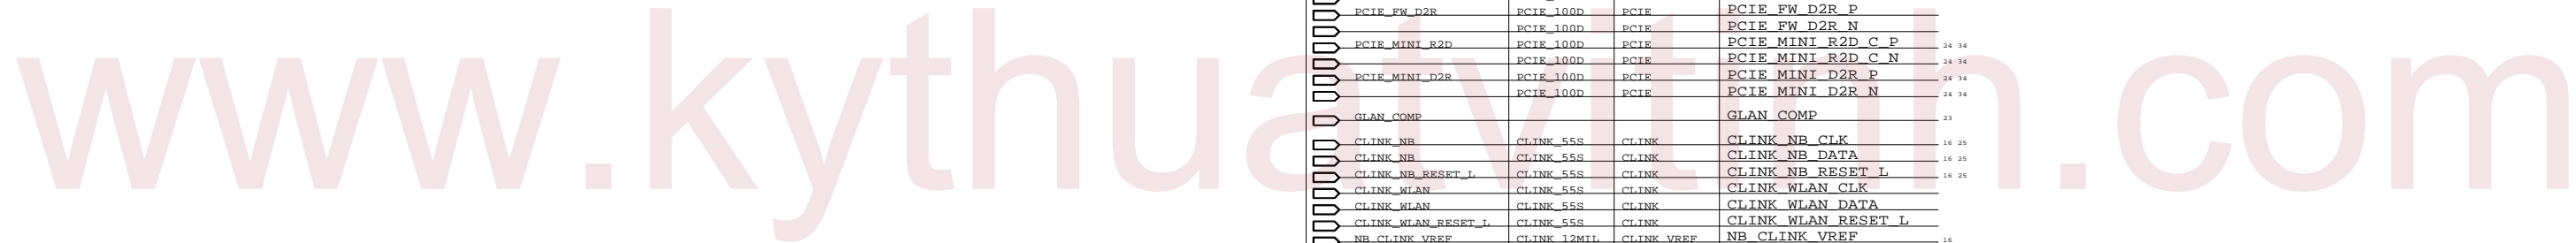 PCIE_FW_D2R PCIE_100D PCIE PCIE_FW_D2R_P
PCIE_100D PCIE PCIE_FW_D2R_N
PCIE_MINI_R2D PCIE_100D PCIE PCIE_MINI_R2D_C_P 24 34
PCIE_100D PCIE PCIE_MINI_R2D_C_N 24 34
PCIE_MINI_D2R PCIE_100D PCIE PCIE_MINI_D2R_P 24 34
PCIE_100D PCIE PCIE_MINI_D2R_N 24 34
GLAN_COMP GLAN_COMP 23
CLINK_NB CLINK_55S CLINK CLINK_NB_CLK 16 25
CLINK_NB CLINK_55S CLINK CLINK_NB_DATA 16 25
CLINK_NB_RESET_L CLINK_55S CLINK CLINK_NB_RESET_L 16 25
CLINK_WLAN CLINK_55S CLINK CLINK_WLAN_CLK
CLINK_WLAN CLINK_55S CLINK CLINK_WLAN_DATA
CLINK_WLAN_RESET_L CLINK_55S CLINK CLINK_WLAN_RESET_L
NB_CLINK_VREF CLINK_12MIL CLINK_VREF NB_CLINK_VREF 16
www.kythuatvitinh.com